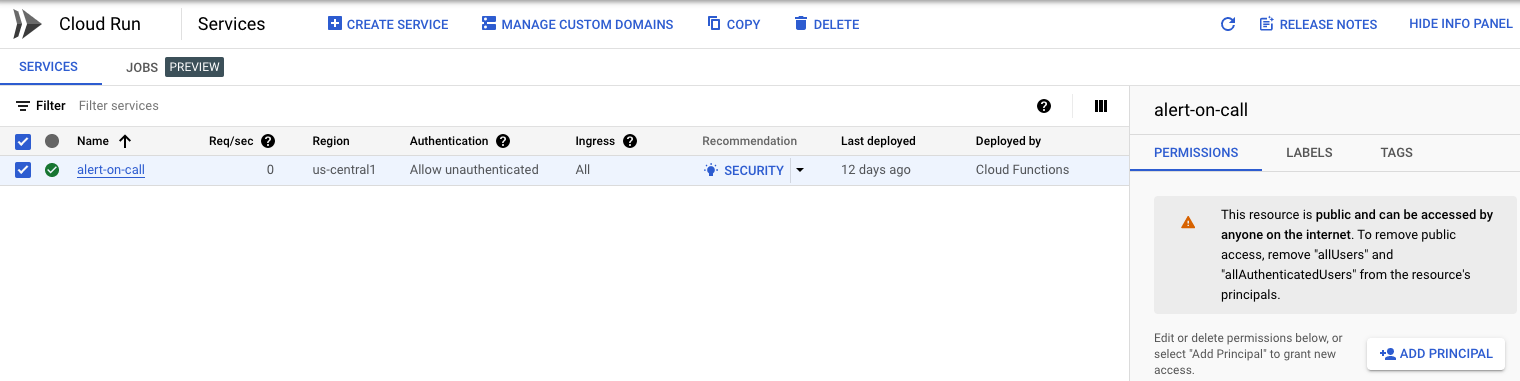 Cloud Run Services CREATE SERVICE MANAGE CUSTOM DOMAINS COPY DELETE RELEASE NOTES HIDE INFO PANEL
SERVICES JOBS PREVIEW
Filter Filter services
Name Req/sec Region Authentication Ingress Recommendation Last deployed Deployed by
alert-on-call 0 us-central1 Allow unauthenticated All SECURITY 12 days ago Cloud Functions
alert-on-call
PERMISSIONS LABELS TAGS
This resource is public and can be accessed by
anyone on the internet. To remove public
access, remove "allUsers" and
"allAuthenticatedUsers" from the resource's
principals.
Edit or delete permissions below, or
select "Add Principal" to grant new
access.
ADD PRINCIPAL